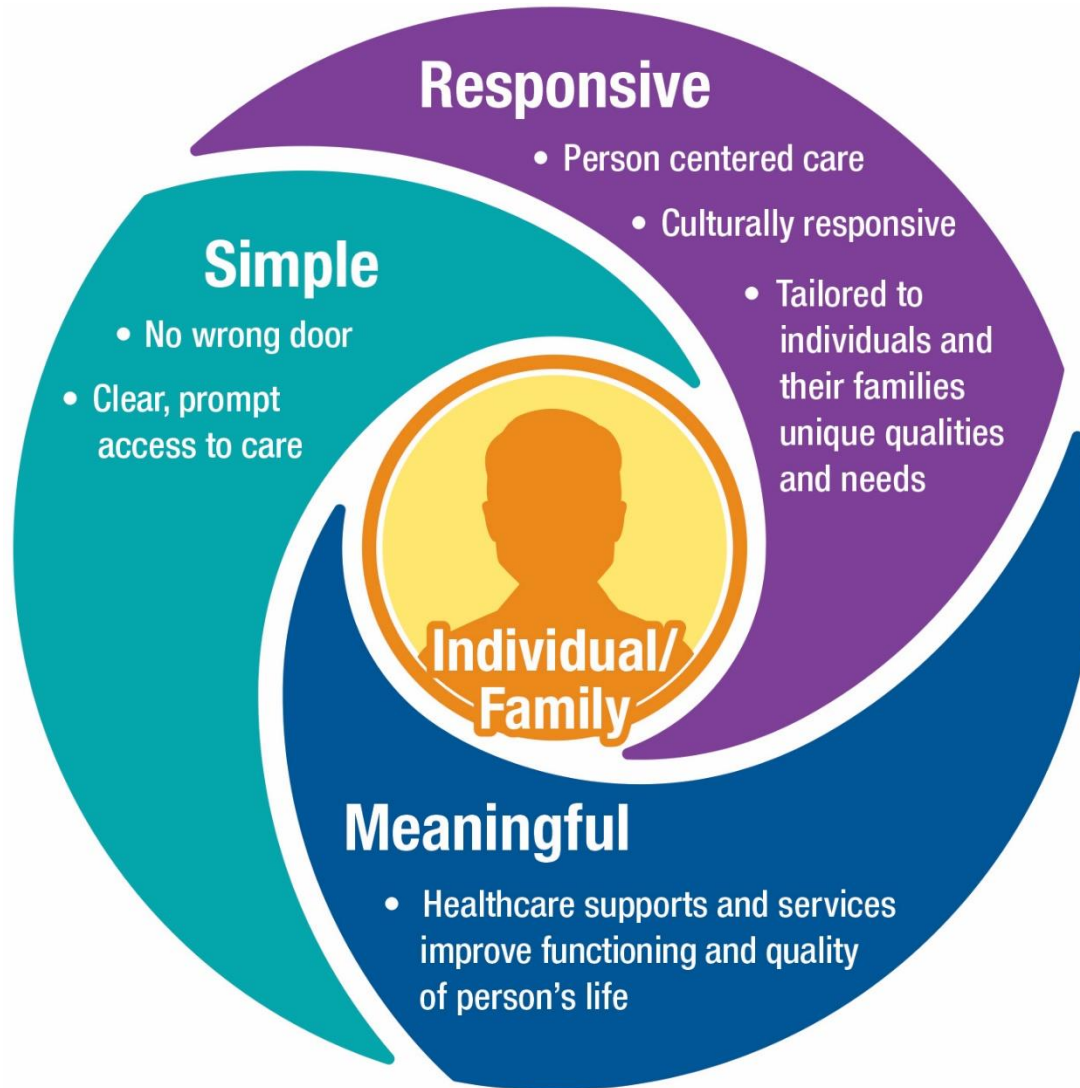 Responsive
• Person centered care
• Culturally responsive
• Tailored to
individuals and
their families
unique qualities
and needs
Simple
• No wrong door
• Clear, prompt
access to care
Individual/
Family
Meaningful
• Healthcare supports and services
improve functioning and quality
of person’s life